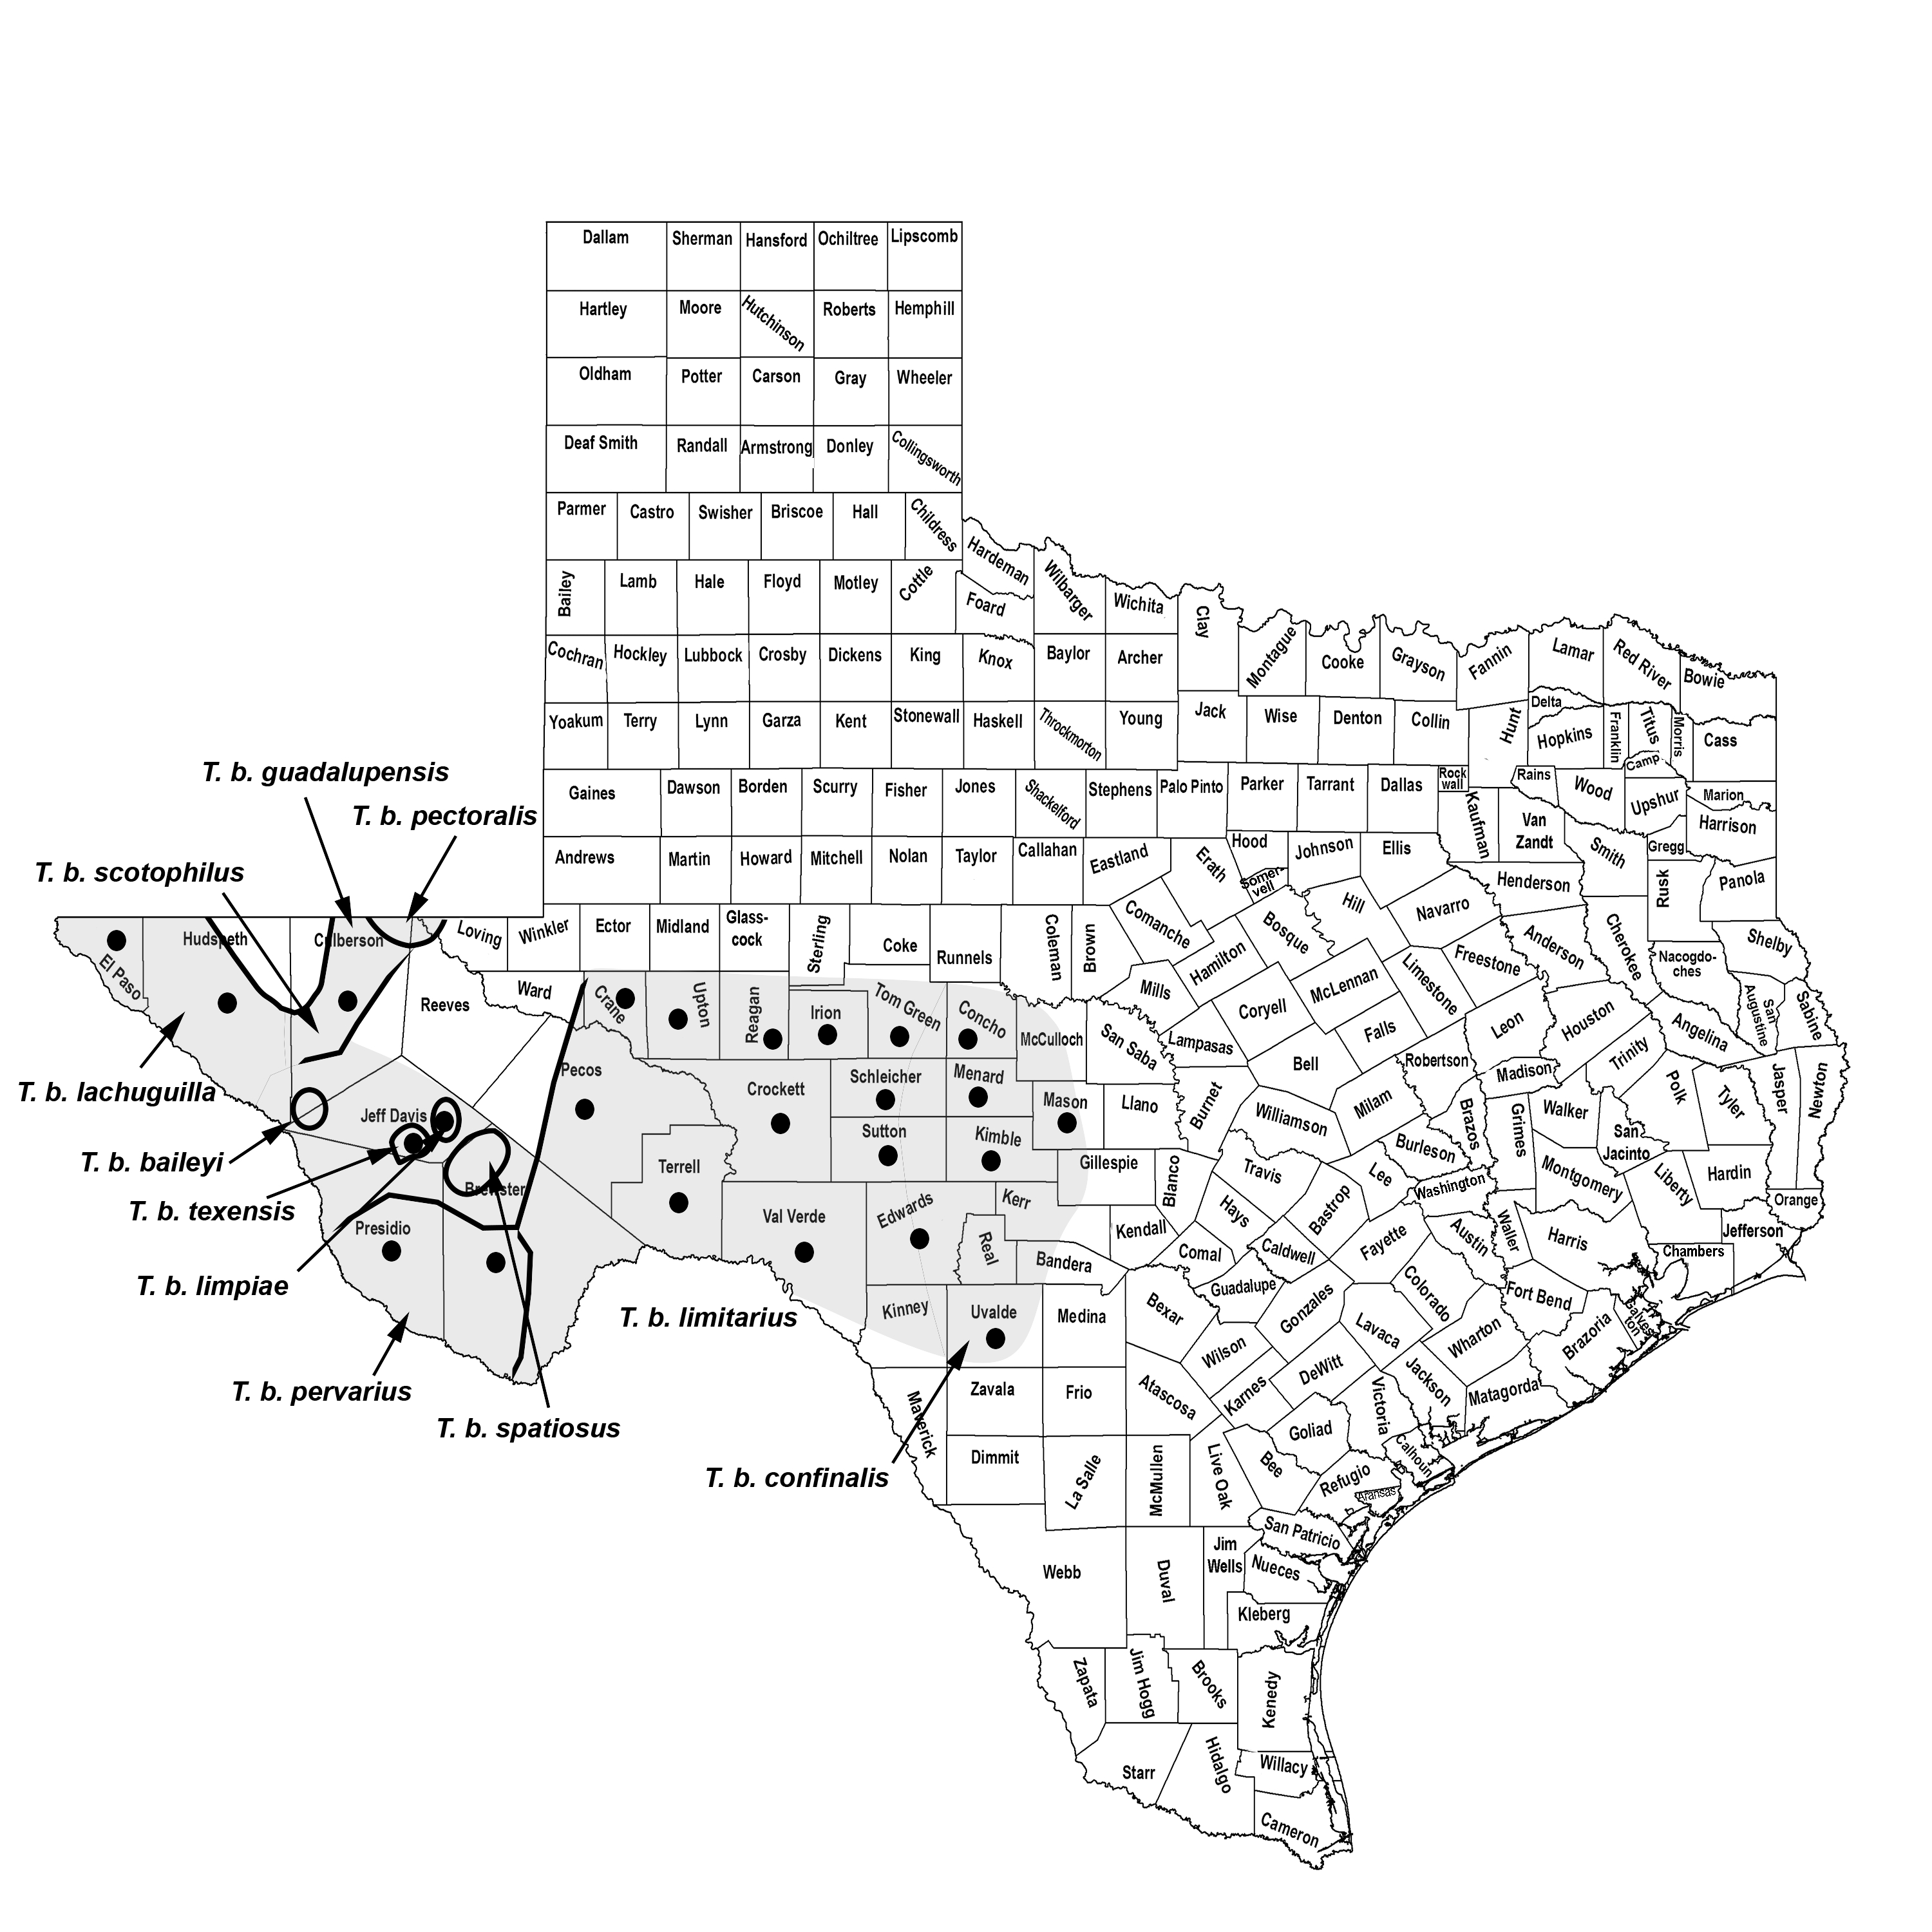 Dallam
Sherman
Hansford
Ochiltree
Lipscomb
Hartley
Moore
Hutchinson
Roberts
Hemphill
Oldham
Potter
Carson
Gray
Wheeler
Deaf Smith
Randall
Armstrong
Donley
Collingsworth
Parmer
Castro
Swisher
Briscoe
Hall
Childress
Hardeman
Bailey
Lamb
Hale
Floyd
Motley
Cottle
Foard
Wilbarger
Wichita
Clay
Montague
Cooke
Grayson
Fannin
Lamar
Red River
Bowie
Cochran
Hockley
Lubbock
Crosby
Dickens
King
Knox
Baylor
Archer
Yoakum
Terry
Lynn
Garza
Kent
Stonewall
Haskell
Throckmorton
Young
Jack
Wise
Denton
Collin
Hunt
Delta
Hopkins
Franklin
Titus
Morris
Cass
Camp
T. b. guadalupensis
T. b. pectoralis
T. b. scotophilus
Gaines
Dawson
Borden
Scurry
Fisher
Jones
Shackelford
Stephens
Palo Pinto
Parker
Tarrant
Dallas
Rock
wall
Kaufman
Rains
Wood
Upshur
Marion
Harrison
Van
Zandt
Gregg
Smith
Andrews
Martin
Howard
Mitchell
Nolan
Taylor
Callahan
Eastland
Erath
Hood
Somer-
vell
Johnson
Ellis
Henderson
Rusk
Panola
El Paso
Hudspeth
Culberson
Loving
Winkler
Ector
Midland
Glass-
cock
Sterling
Coke
Runnels
Coleman
Brown
Comanche
Hamilton
Bosque
Hill
Navarro
Anderson
Cherokee
Nacogdo-
ches
Shelby
Reeves
Ward
Crane
Upton
Reagan
Irion
Tom Green
Concho
McCulloch
San Saba
Mills
Lampasas
Coryell
McLennan
Limestone
Freestone
Leon
Houston
Angelina
San
Augustine
Sabine
T. b. lachuguilla
Jeff Davis
Pecos
Crockett
Schleicher
Menard
Mason
Llano
Burnet
Bell
Falls
Robertson
Madison
Trinity
Polk
Tyler
Jasper
Newton
T. b. baileyi
Sutton
Kimble
Gillespie
Blanco
Williamson
Milam
Brazos
Grimes
Walker
San
Jacinto
T. b. texensis
Brewster
Terrell
Presidio
Val Verde
Edwards
Kerr
Real
Kendall
Bandera
Hays
Travis
Bastrop
Lee
Burleson
Washington
Montgomery
Liberty
Hardin
Orange
Jefferson
Chambers
Harris
Waller
Austin
Fayette
Caldwell
Comal
Guadalupe
T. b. limpiae
T. b. limitarius
Kinney
Uvalde
Medina
Bexar
Wilson
Gonzales
Lavaca
Colorado
Wharton
Fort Bend
Brazoria
Galves-
ton
T. b. pervarius
T. b. spatiosus
T. b. confinalis
Maverick
Zavala
Frio
Atascosa
Karnes
DeWitt
Victoria
Jackson
Matagorda
Dimmit
La Salle
McMullen
Live Oak
Bee
Goliad
Refugio
Calhoun
Aransas
San Patricio
Webb
Duval
Jim
Wells
Nueces
Kleberg
Zapata
Jim Hogg
Brooks
Kenedy
Starr
Hidalgo
Willacy
Cameron